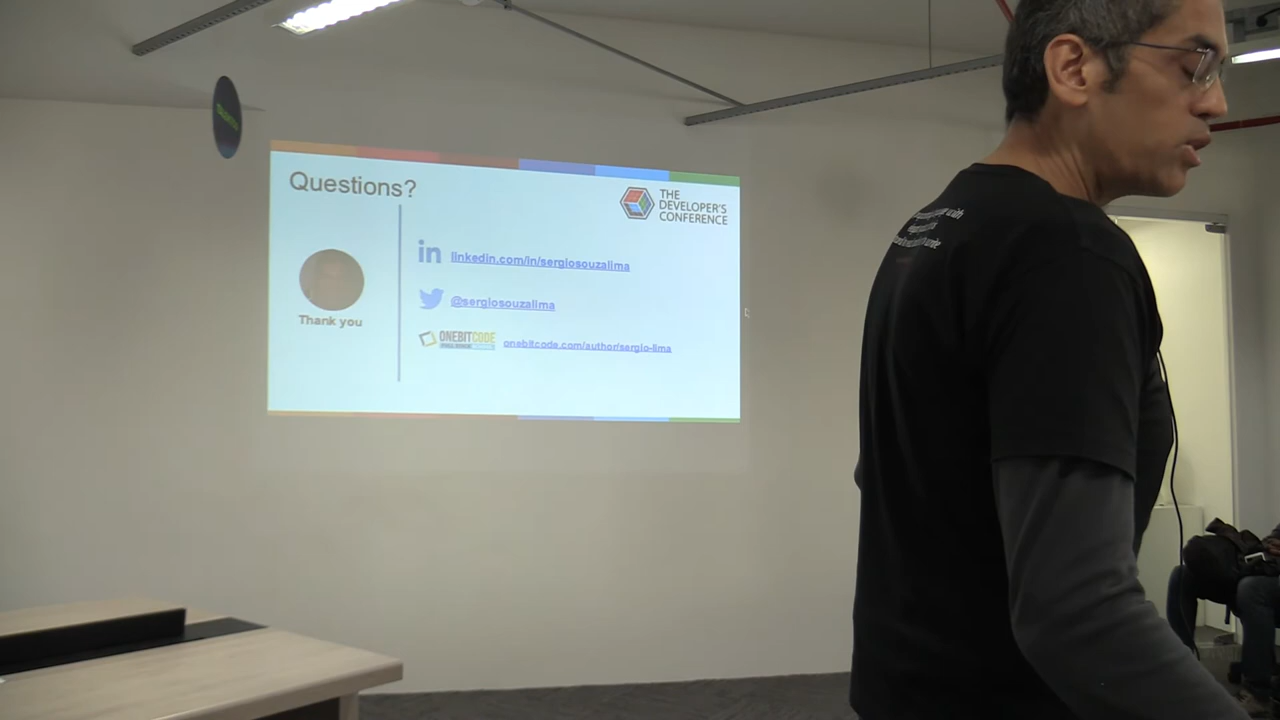 Questions?
THE
DEVELOPER'S
CONFERENCE
in
linkedin.com/in/sergiosouzalima
@sergiosouzalima
Thank you
ONEBITCODE
onebitcode.com/author/sergio-lima